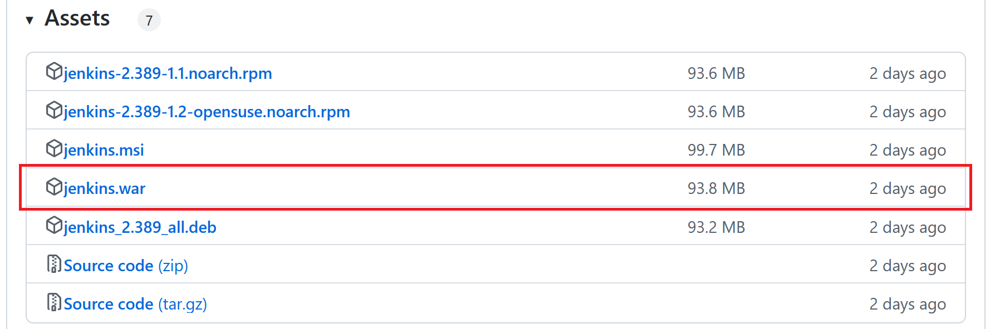 Assets 7
jenkins-2.389-1.1.noarch.rpm 93.6 MB 2 days ago
jenkins-2.389-1.2-opensuse.noarch.rpm 93.6 MB 2 days ago
jenkins.msi 99.7 MB 2 days ago
jenkins.war 93.8 MB 2 days ago
jenkins_2.389_all.deb 93.2 MB 2 days ago
Source code (zip) 2 days ago
Source code (tar.gz) 2 days ago